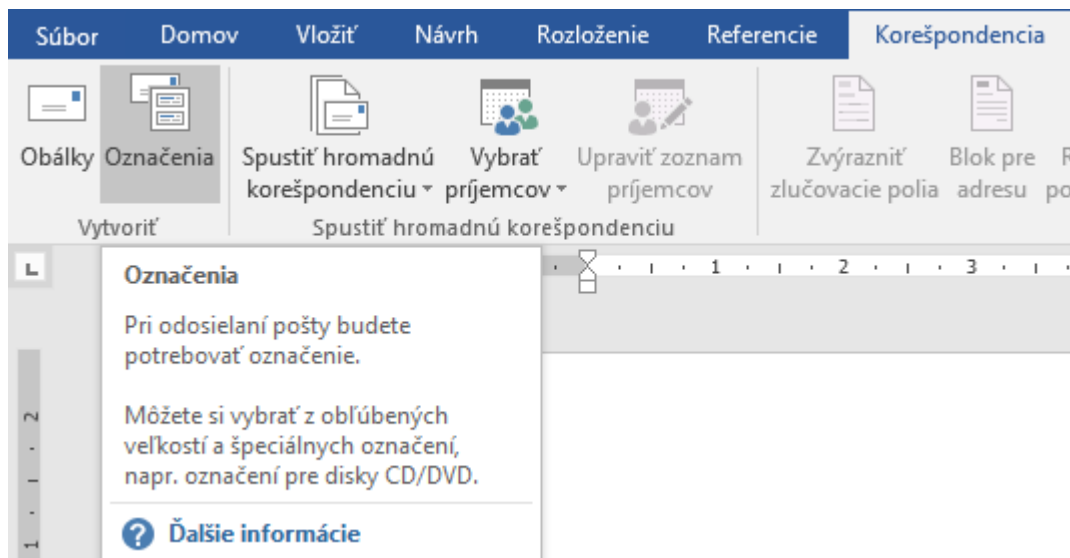 Súbor Domov Vložiť Návrh Rozloženie Referencie Korešpondencia
Obálky Označenia Spustiť hromadnú korešpondenciu Vybrať príjemcov Upraviť zoznam príjemcov Zvýrazniť zlučovacie polia Blok pre adresu
Vytvoriť Spustiť hromadnú korešpondenciu
L 1 2 3
Označenia
Pri odosielaní pošty budete
potrebovať označenie.
Môžete si vybrať z obľúbených
veľkostí a špeciálnych označení,
napr. označení pre disky CD/DVD.
? Ďalšie informácie
2
1